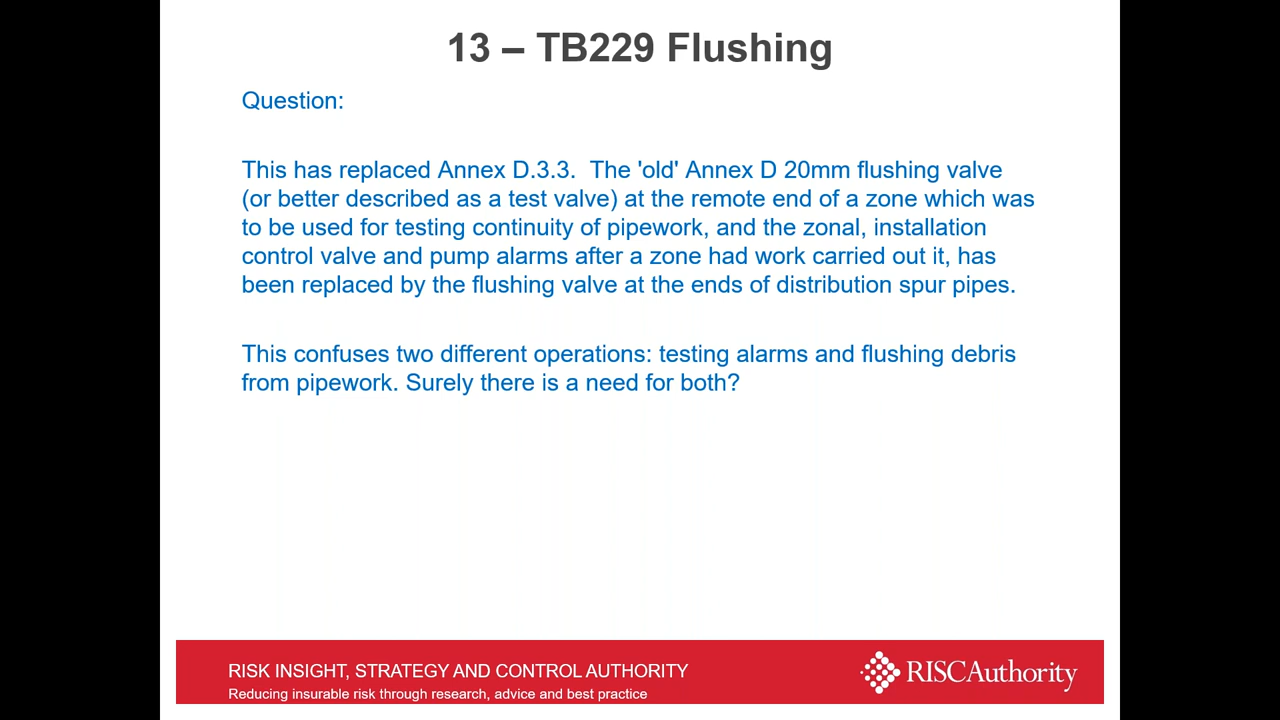 13 – TB229 Flushing
Question:
This has replaced Annex D.3.3.  The 'old' Annex D 20mm flushing valve
(or better described as a test valve) at the remote end of a zone which was
to be used for testing continuity of pipework, and the zonal, installation
control valve and pump alarms after a zone had work carried out it, has
been replaced by the flushing valve at the ends of distribution spur pipes.
This confuses two different operations: testing alarms and flushing debris
from pipework. Surely there is a need for both?
RISK INSIGHT, STRATEGY AND CONTROL AUTHORITY
Reducing insurable risk through research, advice and best practice
RISCAuthority